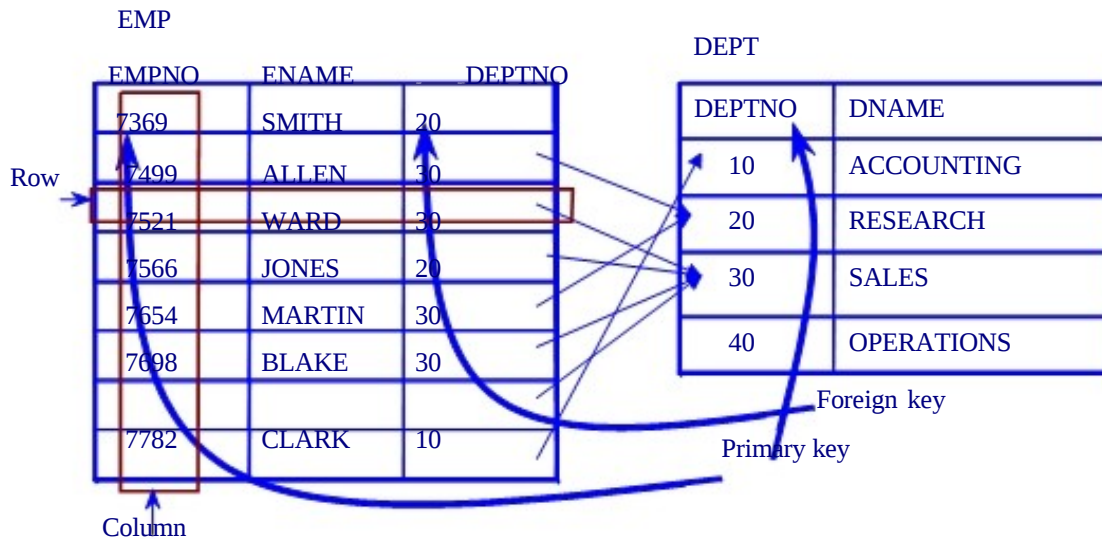 EMP
DEPT
EMPNO ENAME DEPTNO
7369 SMITH 20
7499 ALLEN 30
7521 WARD 30
7566 JONES 20
7654 MARTIN 30
7698 BLAKE 30
7782 CLARK 10
DEPTNO DNAME
10 ACCOUNTING
20 RESEARCH
30 SALES
40 OPERATIONS
Row
Foreign key
Primary key
Column